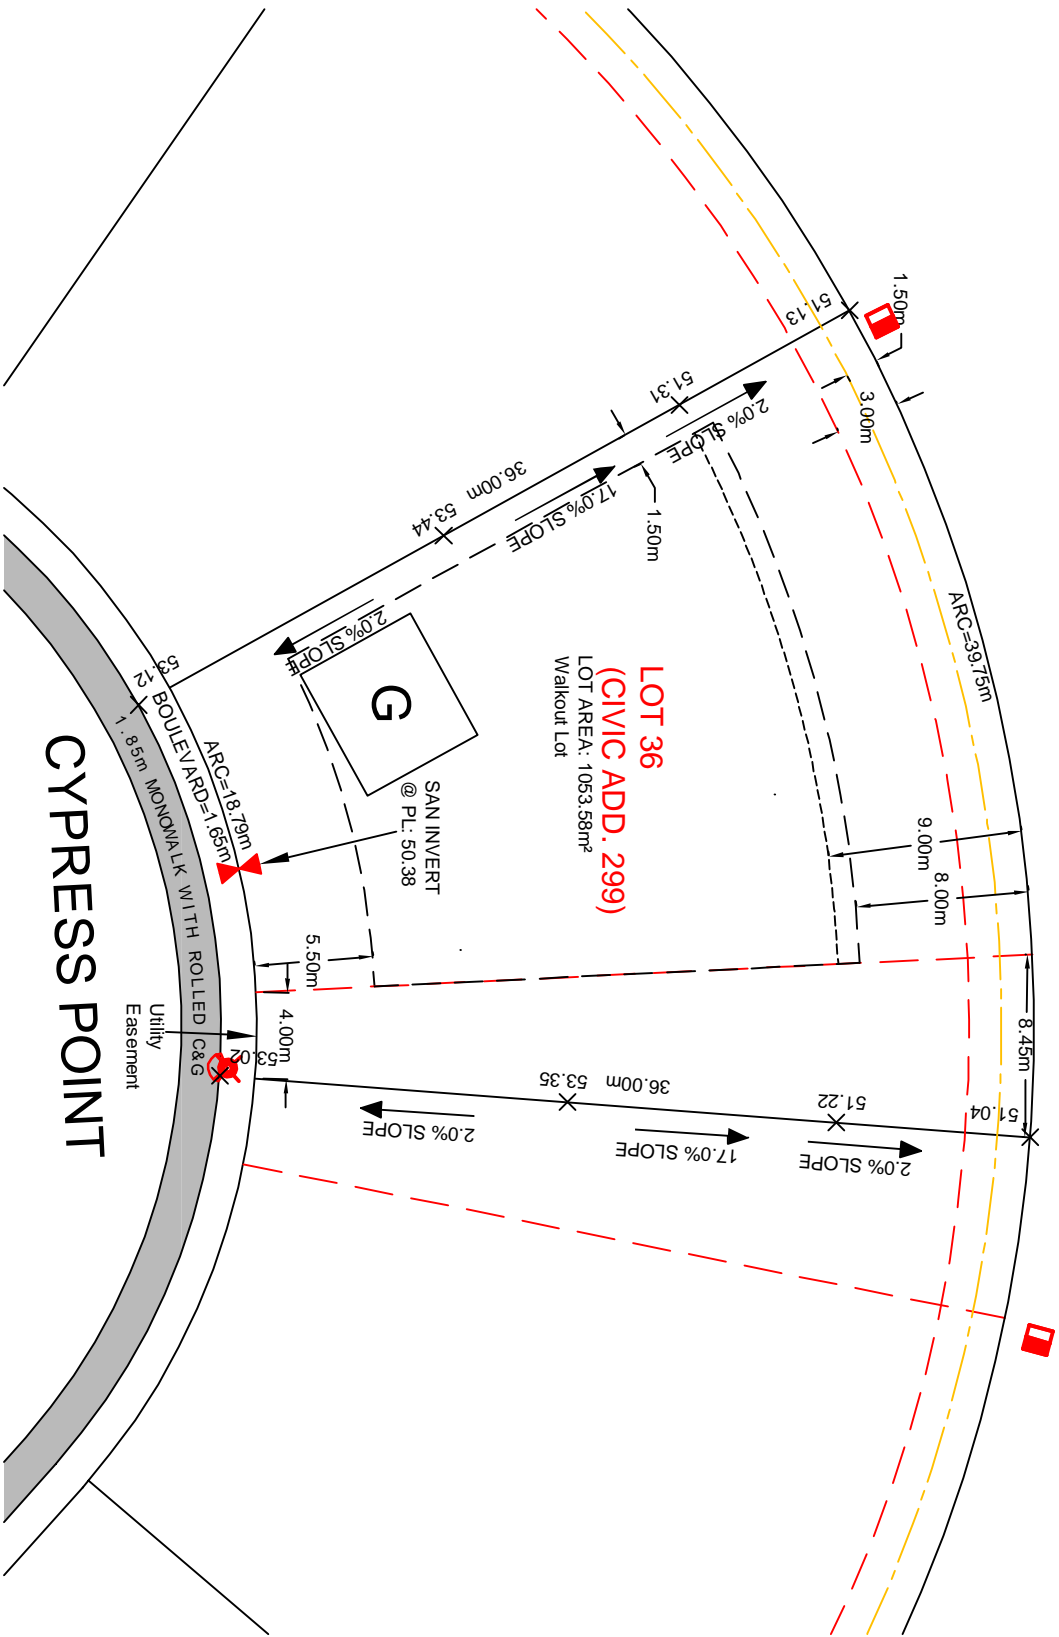 1.50m
51.13
3.00m
51.31
2.0% SLOPE
36.00m
17.0% SLOPE
1.50m
53.44
ARC=39.75m
2.0% SLOPE
G
LOT 36
(CIVIC ADD. 299)
LOT AREA: 1053.58m²
Walkout Lot
53.12
BOULEVARD=1.65m
ARC=18.79m
1.85m MONOWALK WITH ROLLED C&G
SAN INVERT
@ PL: 50.38
9.00m
8.00m
5.50m
4.00m
8.45m
Utility
Easement
53.02
53.35
36.00m
51.22
51.04
2.0% SLOPE
17.0% SLOPE
2.0% SLOPE
CYPRESS POINT